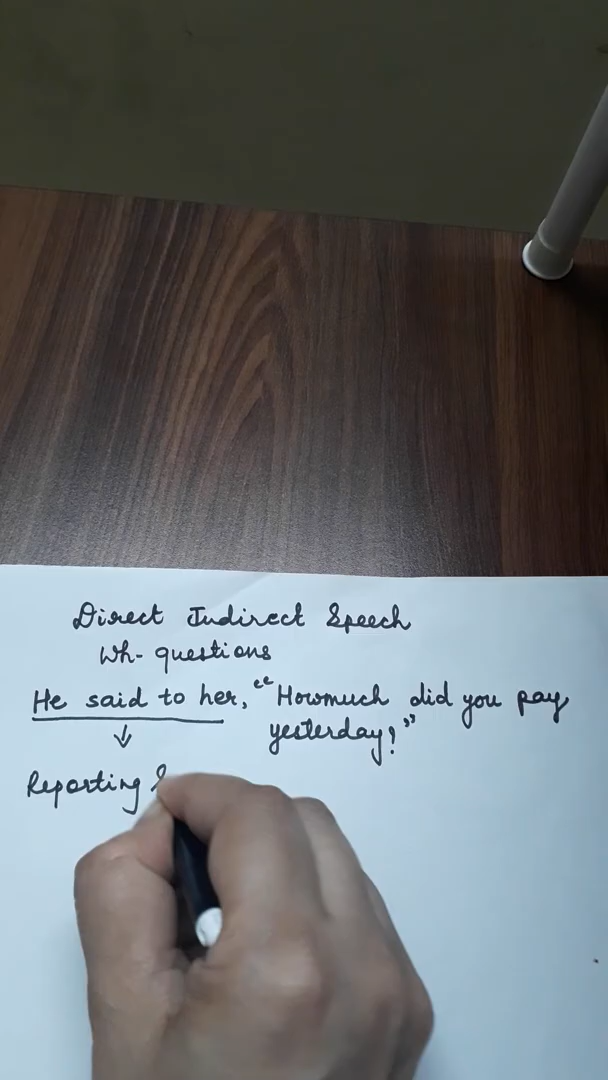 Direct Indirect Speech
Wh- questions
He said to her, "Howmuch did you pay
yesterday?"
Reporting